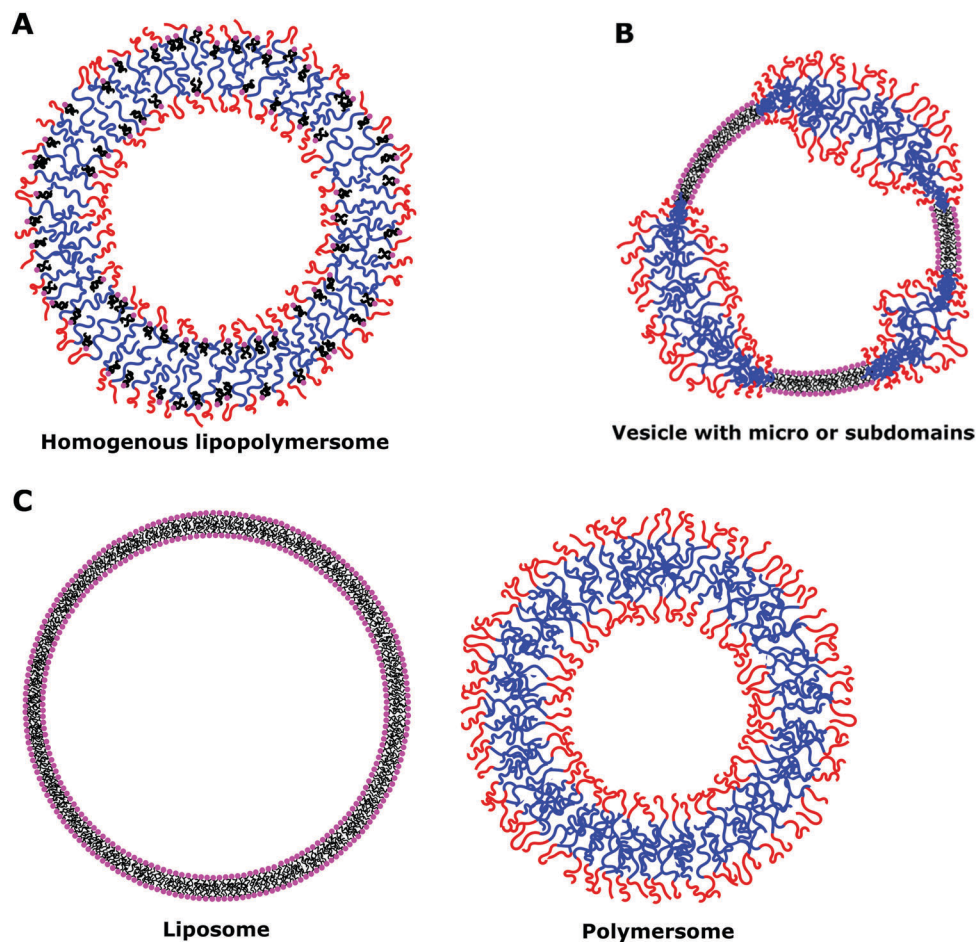 A
B
Homogenous lipopolymersome
Vesicle with micro or subdomains
C
Liposome
Polymersome